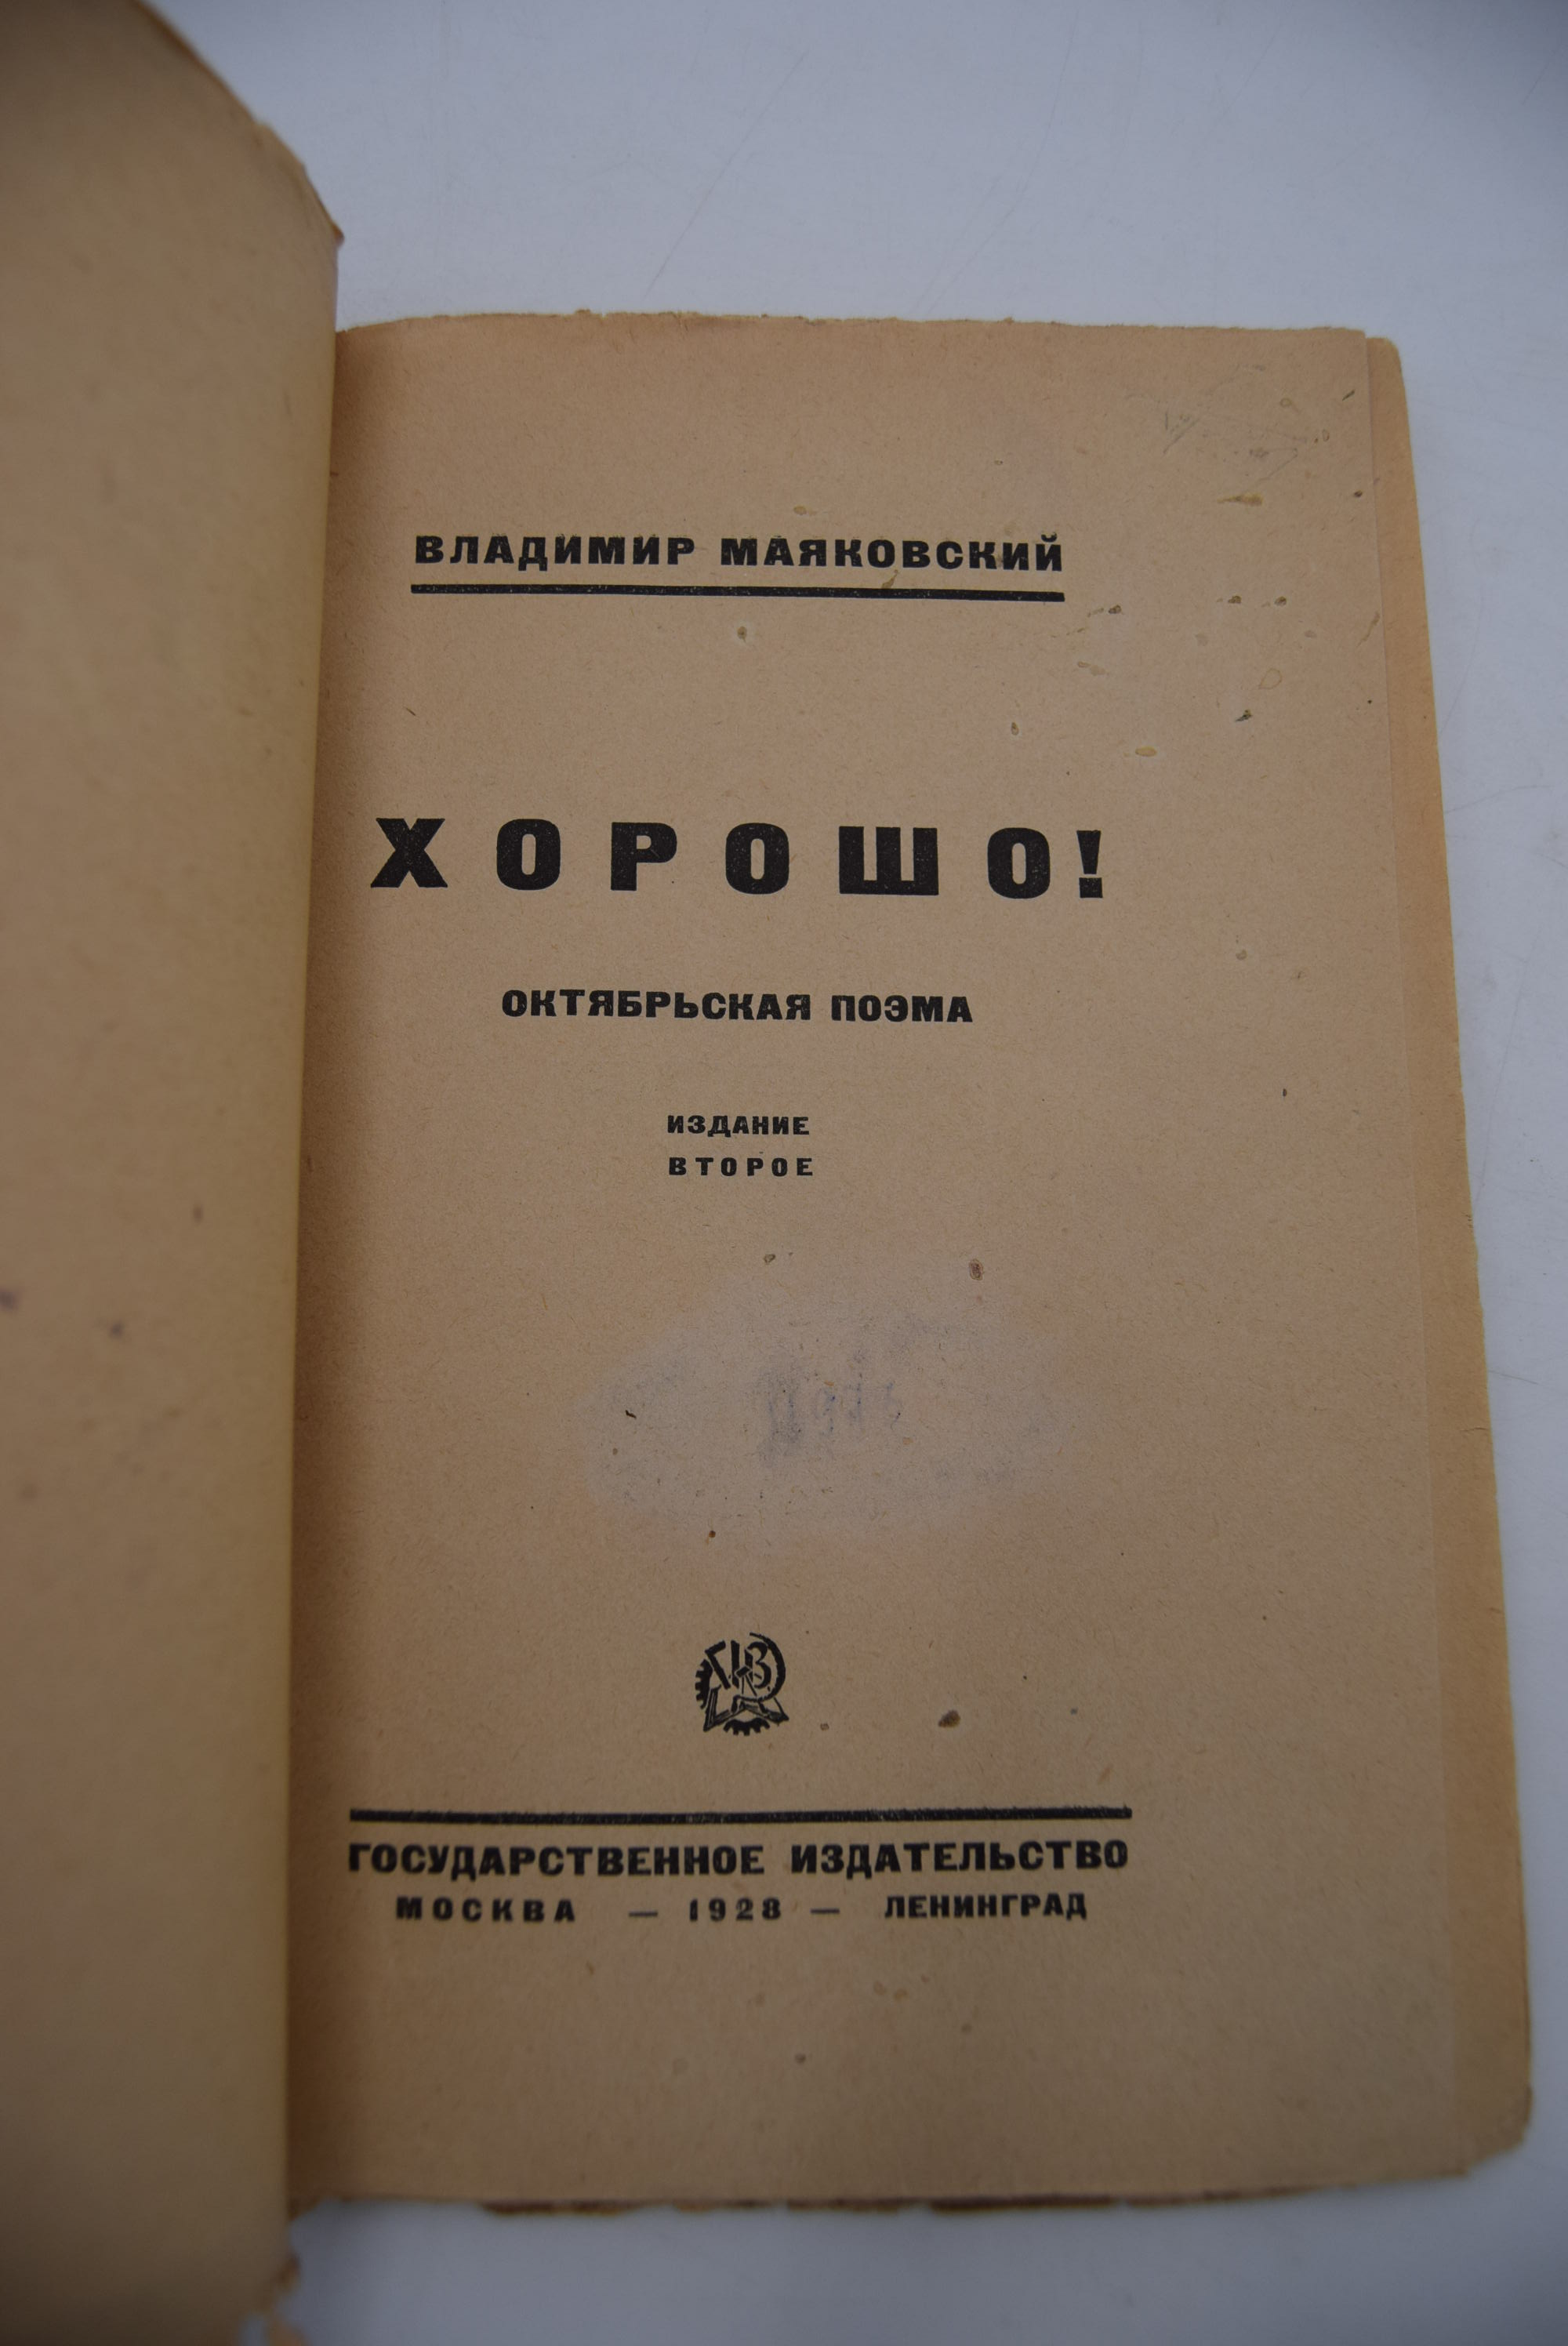 ВЛАДИМИР МАЯКОВСКИЙ
ХОРОШО!
ОКТЯБРЬСКАЯ ПОЭМА
ИЗДАНИЕ
ВТОРОЕ
ГИЗ
ГОСУДАРСТВЕННОЕ ИЗДАТЕЛЬСТВО
МОСКВА — 1928 — ЛЕНИНГРАД